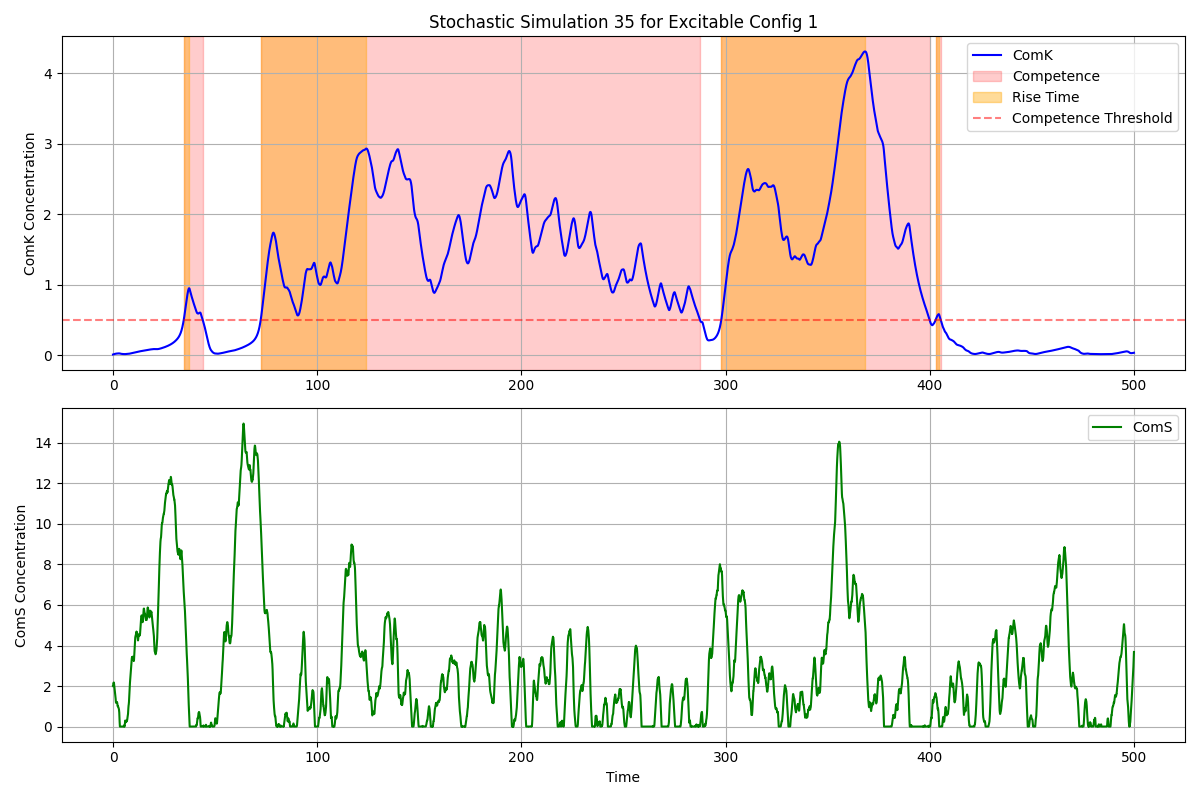 Stochastic Simulation 35 for Excitable Config 1
ComK Concentration
4
3
2
1
0
ComK
Competence
Rise Time
Competence Threshold
0 100 200 300 400 500
ComS Concentration
14
12
10
8
6
4
2
0
ComS
0 100 200 300 400 500
Time